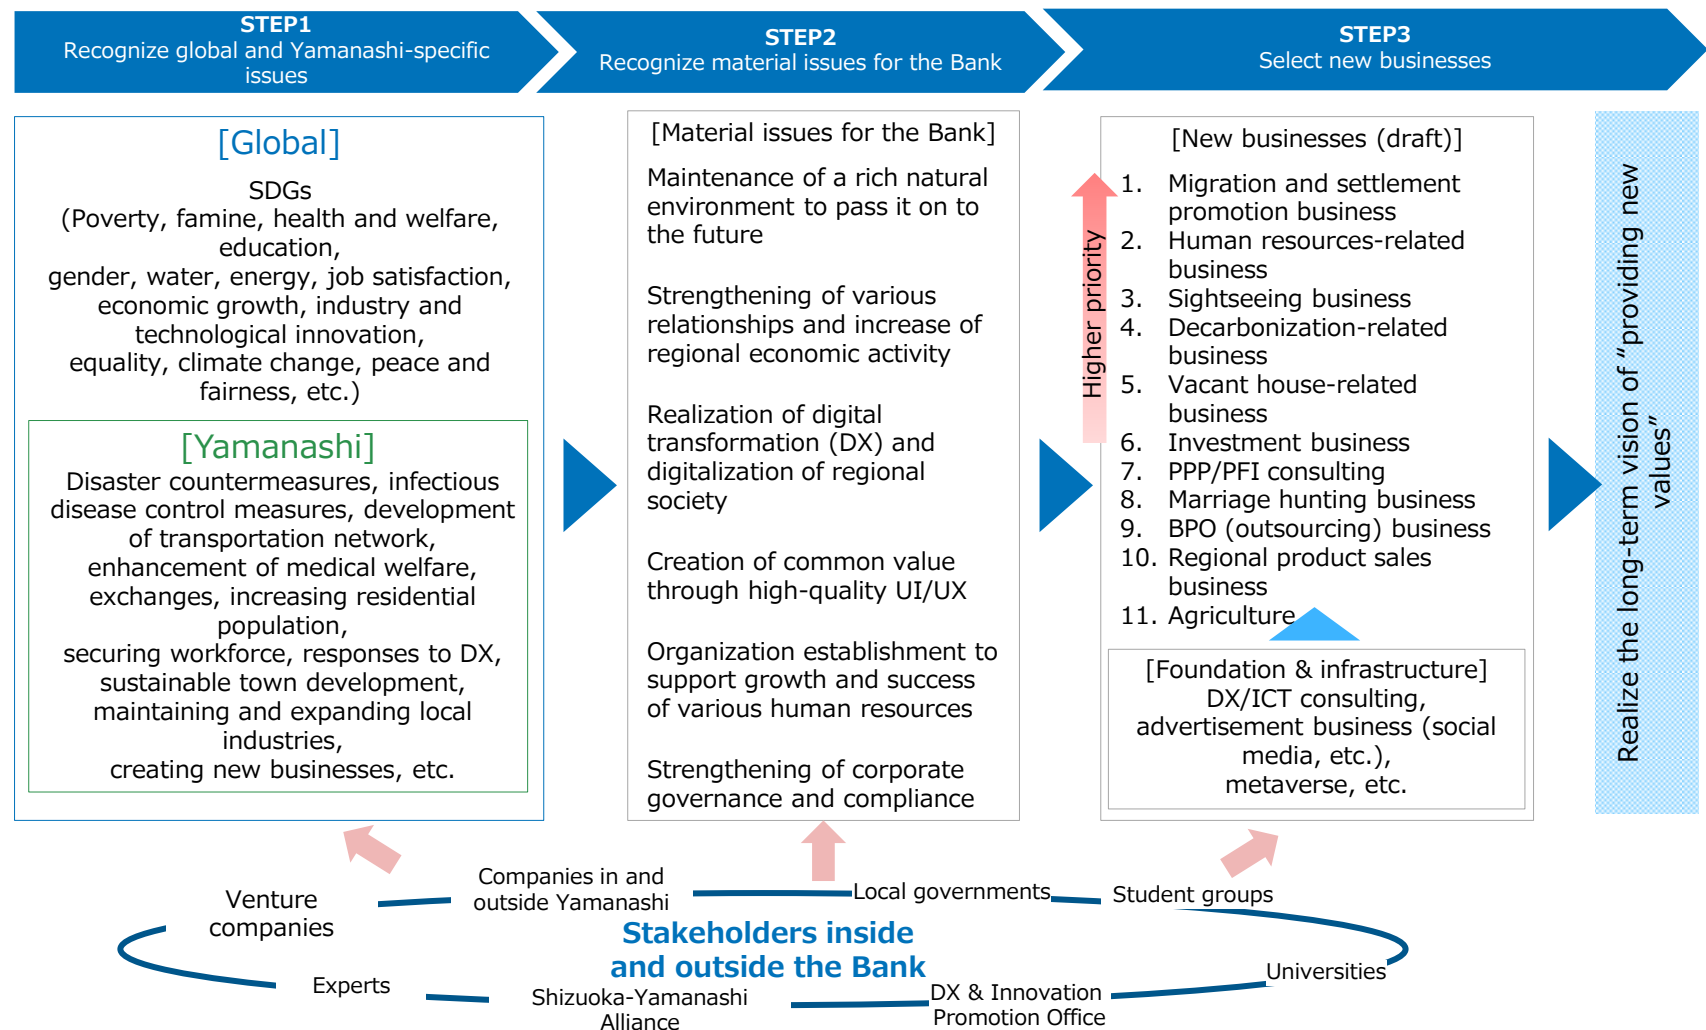 STEP1
Recognize global and Yamanashi-specific
issues
STEP2
Recognize material issues for the Bank
STEP3
Select new businesses
[Global]
SDGs
(Poverty, famine, health and welfare,
education,
gender, water, energy, job satisfaction,
economic growth, industry and
technological innovation,
equality, climate change, peace and
fairness, etc.)
[Yamanashi]
Disaster countermeasures, infectious
disease control measures, development
of transportation network,
enhancement of medical welfare,
exchanges, increasing residential
population,
securing workforce, responses to DX,
sustainable town development,
maintaining and expanding local
industries,
creating new businesses, etc.
[Material issues for the Bank]
Maintenance of a rich natural
environment to pass it on to
the future
Strengthening of various
relationships and increase of
regional economic activity
Realization of digital
transformation (DX) and
digitalization of regional
society
Creation of common value
through high-quality UI/UX
Organization establishment to
support growth and success
of various human resources
Strengthening of corporate
governance and compliance
Higher priority
[New businesses (draft)]
1. Migration and settlement
promotion business
2. Human resources-related
business
3. Sightseeing business
4. Decarbonization-related
business
5. Vacant house-related
business
6. Investment business
7. PPP/PFI consulting
8. Marriage hunting business
9. BPO (outsourcing) business
10. Regional product sales
business
11. Agriculture
[Foundation & infrastructure]
DX/ICT consulting,
advertisement business (social
media, etc.),
metaverse, etc.
Realize the long-term vision of “providing new
values”
Venture
companies
Companies in and
outside Yamanashi
Local governments
Student groups
Stakeholders inside
and outside the Bank
Experts
Shizuoka-Yamanashi
Alliance
DX & Innovation
Promotion Office
Universities